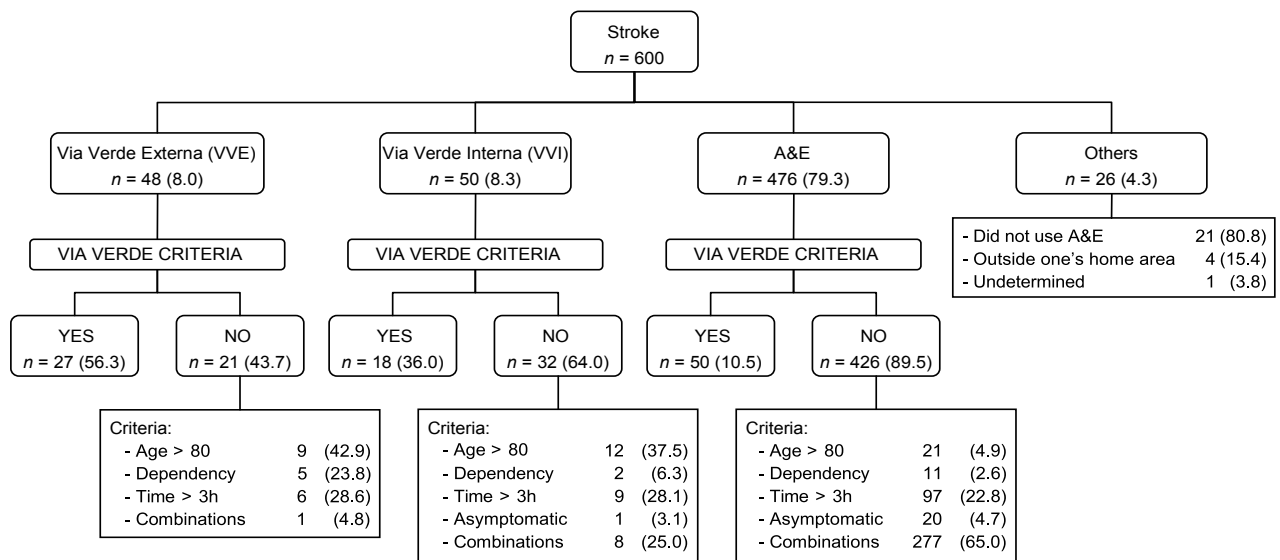 Stroke
n = 600
Via Verde Externa (VVE)
n = 48 (8.0)
Via Verde Interna (VVI)
n = 50 (8.3)
A&E
n = 476 (79.3)
Others
n = 26 (4.3)
- Did not use A&E 21 (80.8)
- Outside one's home area 4 (15.4)
- Undetermined 1 (3.8)
VIA VERDE CRITERIA
VIA VERDE CRITERIA
VIA VERDE CRITERIA
YES
n = 27 (56.3)
NO
n = 21 (43.7)
YES
n = 18 (36.0)
NO
n = 32 (64.0)
YES
n = 50 (10.5)
NO
n = 426 (89.5)
Criteria:
- Age > 80 9 (42.9)
- Dependency 5 (23.8)
- Time > 3h 6 (28.6)
- Combinations 1 (4.8)
Criteria:
- Age > 80 12 (37.5)
- Dependency 2 (6.3)
- Time > 3h 9 (28.1)
- Asymptomatic 1 (3.1)
- Combinations 8 (25.0)
Criteria:
- Age > 80 21 (4.9)
- Dependency 11 (2.6)
- Time > 3h 97 (22.8)
- Asymptomatic 20 (4.7)
- Combinations 277 (65.0)